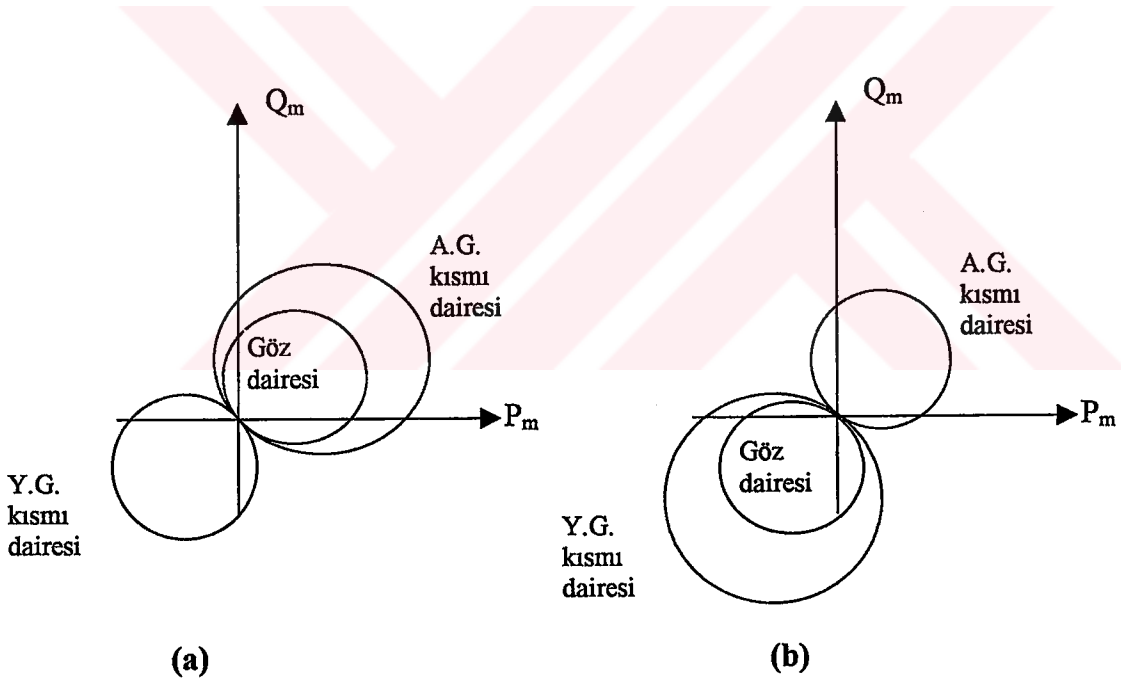 Qm
A.G.
kısmı
dairesi
Göz
dairesi
Pm
Y.G.
kısmı
dairesi
(a)
Qm
A.G.
kısmı
dairesi
Pm
Göz
dairesi
Y.G.
kısmı
dairesi
(b)